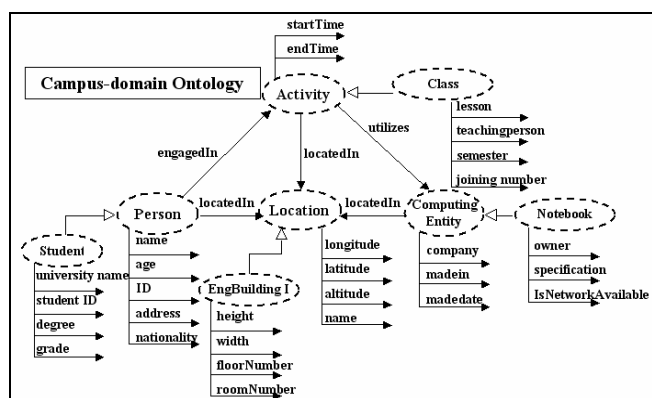 startTime
endTime
Campus-domain Ontology
Activity
Class
lesson
teachingperson
semester
joining number
engagedIn
locatedIn
utilizes
Person
locatedIn
Location
locatedIn
Computing
Entity
Notebook
Student
university name
student ID
degree
grade
name
age
ID
address
nationality
EngBuilding I
height
width
floorNumber
roomNumber
longitude
latitude
altitude
name
company
madein
madedate
owner
specification
IsNetworkAvailable